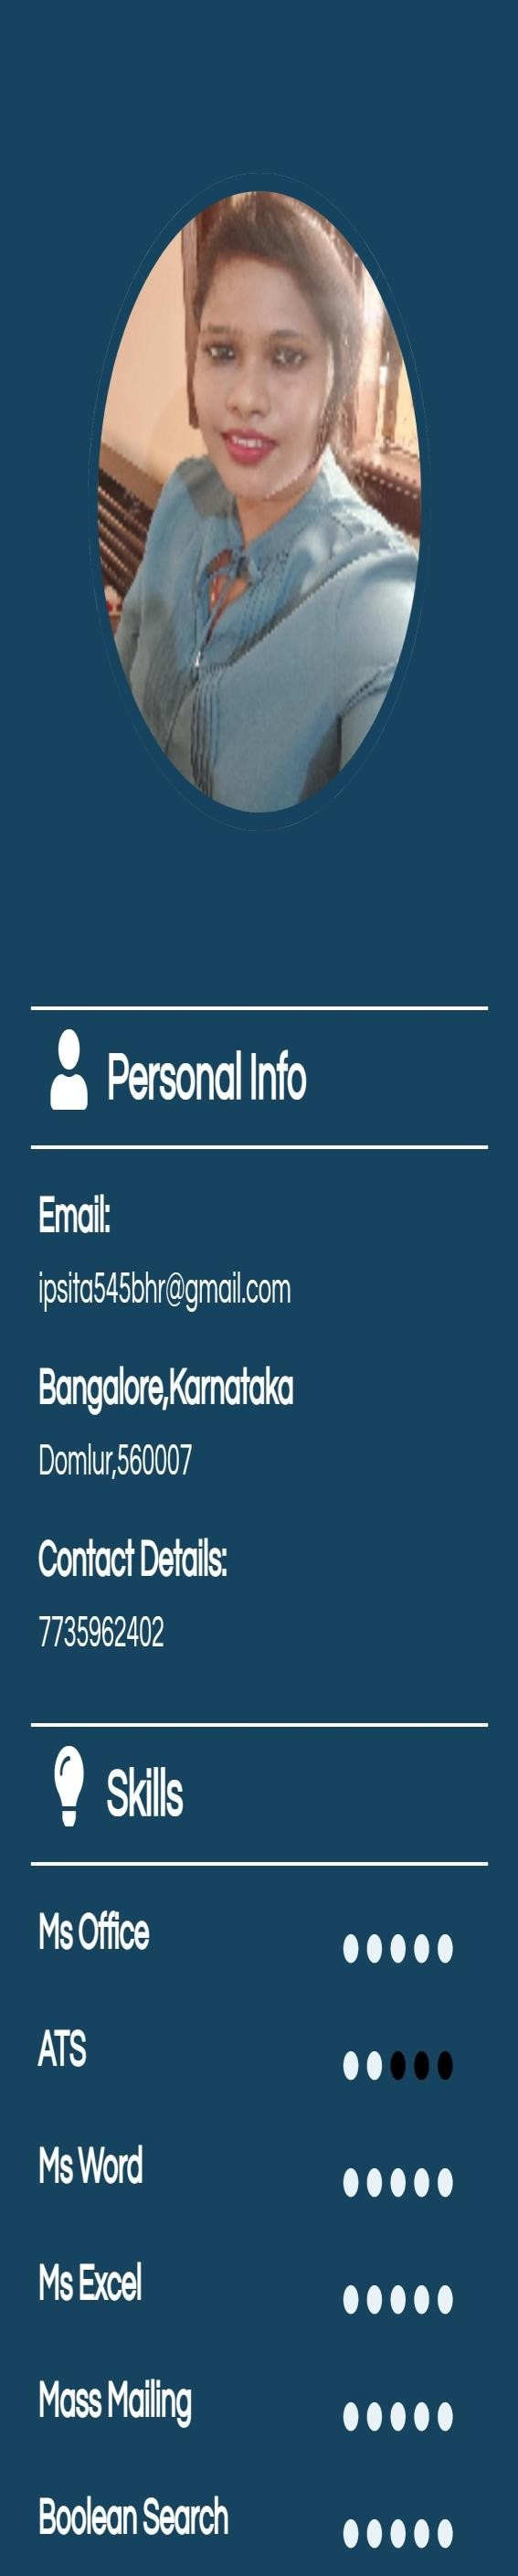 Personal Info
Email:
ipsita545bhr@gmail.com
Bangalore,Karnataka
Domlur,560007
Contact Details:
7735962402
Skills
Ms Office
ATS
Ms Word
Ms Excel
Mass Mailing
Boolean Search